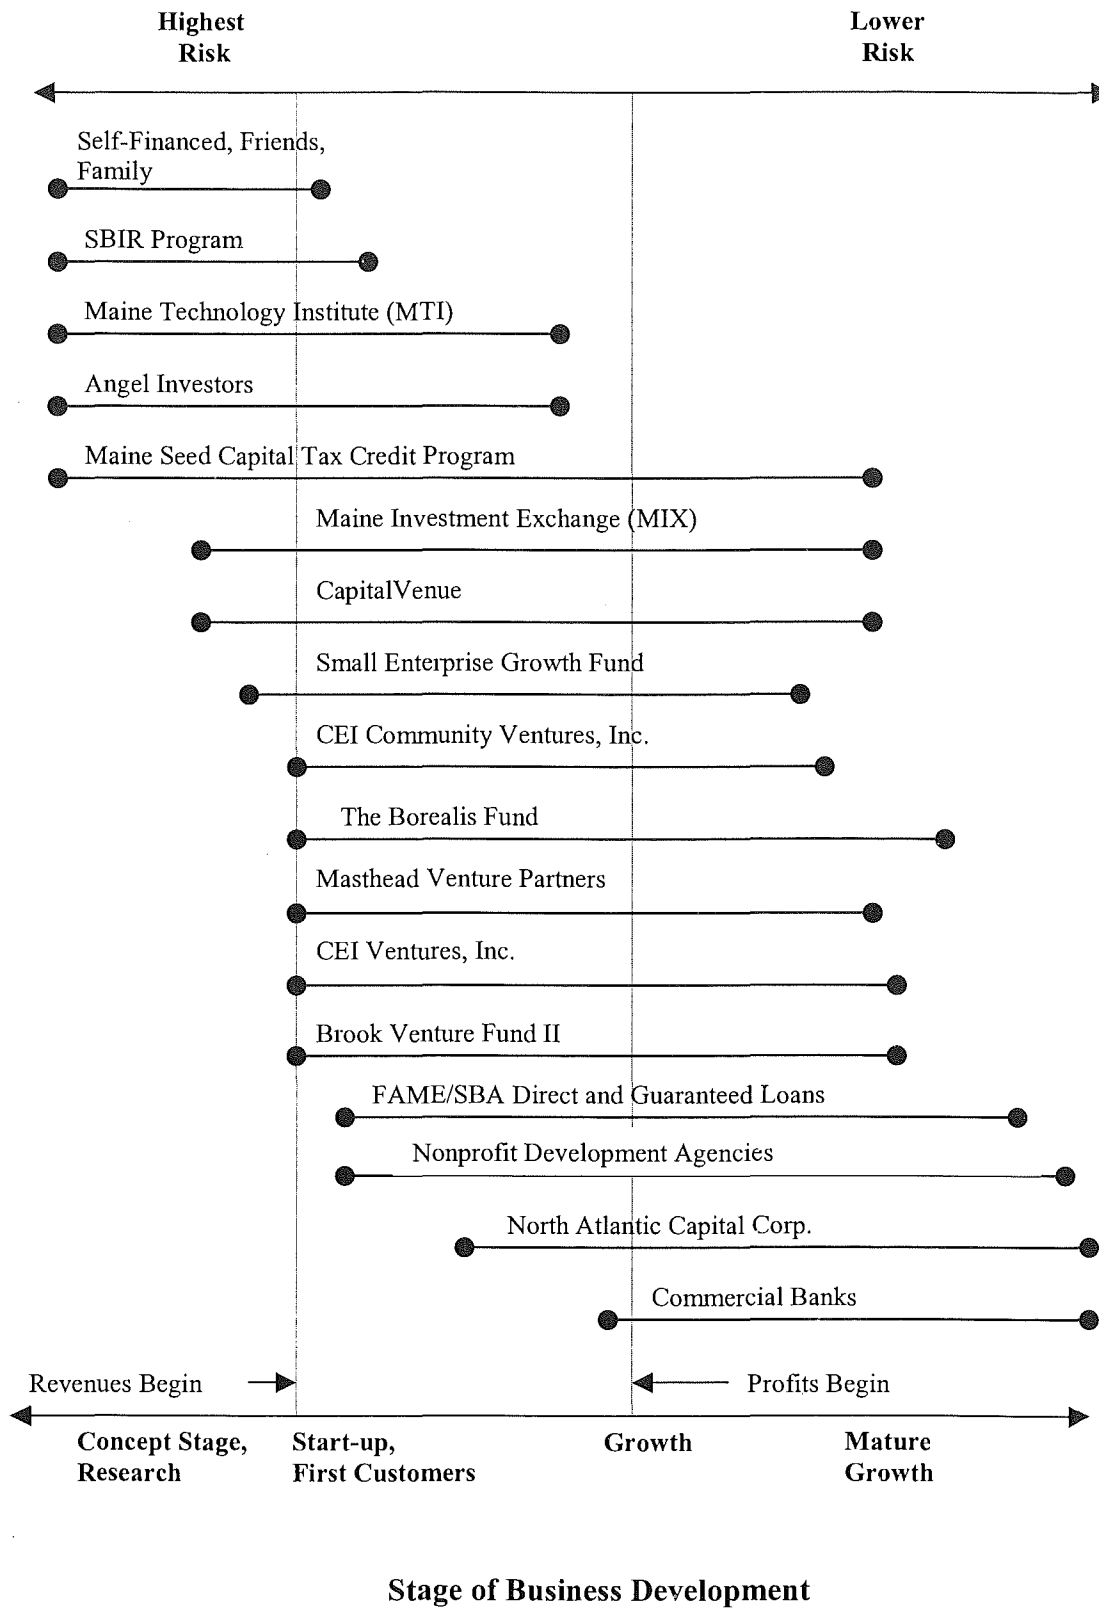 Highest
Risk
Lower
Risk
Self-Financed, Friends,
Family
SBIR Program
Maine Technology Institute (MTI)
Angel Investors
Maine Seed Capital Tax Credit Program
Maine Investment Exchange (MIX)
CapitalVenue
Small Enterprise Growth Fund
CEI Community Ventures, Inc.
The Borealis Fund
Masthead Venture Partners
CEI Ventures, Inc.
Brook Venture Fund II
FAME/SBA Direct and Guaranteed Loans
Nonprofit Development Agencies
North Atlantic Capital Corp.
Commercial Banks
Revenues Begin
Profits Begin
Concept Stage,
Research
Start-up,
First Customers
Growth
Mature
Growth
Stage of Business Development